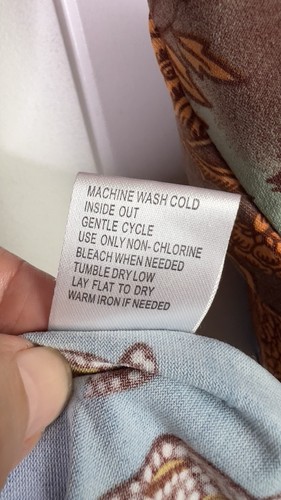 MACHINE WASH COLD
INSIDE OUT
GENTLE CYCLE
USE ONLY NON- CHLORINE
BLEACH WHEN NEEDED
TUMBLE DRY LOW
LAY FLAT TO DRY
WARM IRON IF NEEDED